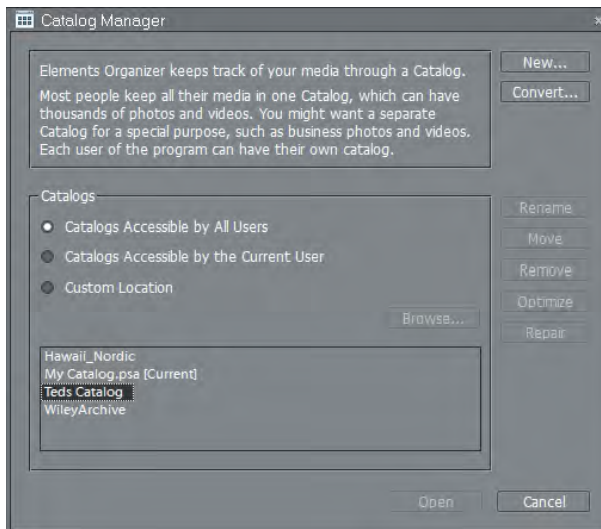 Catalog Manager
Elements Organizer keeps track of your media through a Catalog.
Most people keep all their media in one Catalog, which can have
thousands of photos and videos. You might want a separate
Catalog for a special purpose, such as business photos and videos.
Each user of the program can have their own catalog.
New...
Convert...
Catalogs
Catalogs Accessible by All Users
Catalogs Accessible by the Current User
Custom Location
Browse...
Rename
Move
Remove
Optimize
Repair
Hawaii_Nordic
My Catalog.psa [Current]
Teds Catalog
WileyArchive
Open
Cancel